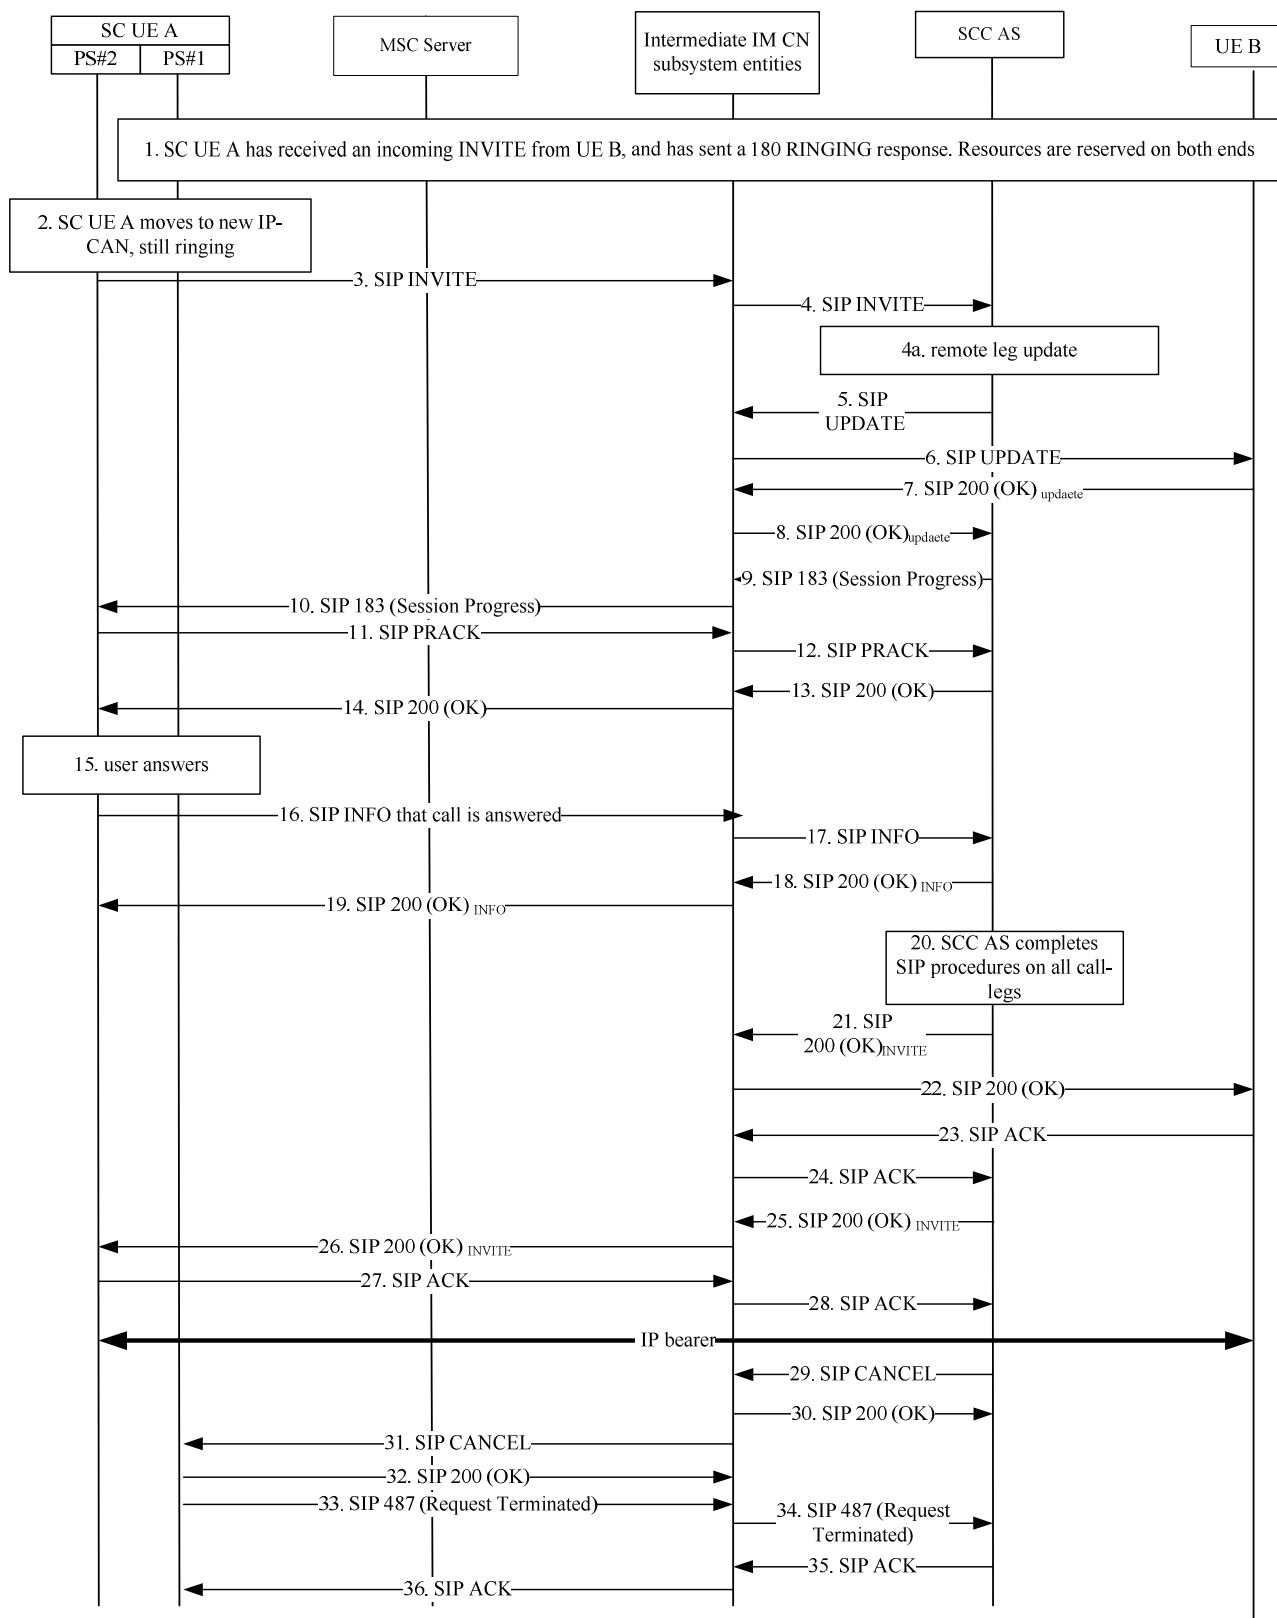 SC UE A
PS#2
PS#1
MSC Server
Intermediate IM CN
subsystem entities
SCC AS
UE B
1. SC UE A has received an incoming INVITE from UE B, and has sent a 180 RINGING response. Resources are reserved on both ends
2. SC UE A moves to new IP-
CAN, still ringing
3. SIP INVITE
4. SIP INVITE
4a. remote leg update
5. SIP
UPDATE
6. SIP UPDATE
7. SIP 200 (OK) updaete
8. SIP 200 (OK)updaete
9. SIP 183 (Session Progress)
10. SIP 183 (Session Progress)
11. SIP PRACK
12. SIP PRACK
13. SIP 200 (OK)
14. SIP 200 (OK)
15. user answers
16. SIP INFO that call is answered
17. SIP INFO
18. SIP 200 (OK) INFO
19. SIP 200 (OK) INFO
20. SCC AS completes
SIP procedures on all call-
legs
21. SIP
200 (OK)INVITE
22. SIP 200 (OK)
23. SIP ACK
24. SIP ACK
25. SIP 200 (OK) INVITE
26. SIP 200 (OK) INVITE
27. SIP ACK
28. SIP ACK
IP bearer
29. SIP CANCEL
30. SIP 200 (OK)
31. SIP CANCEL
32. SIP 200 (OK)
33. SIP 487 (Request Terminated)
34. SIP 487 (Request
Terminated)
35. SIP ACK
36. SIP ACK